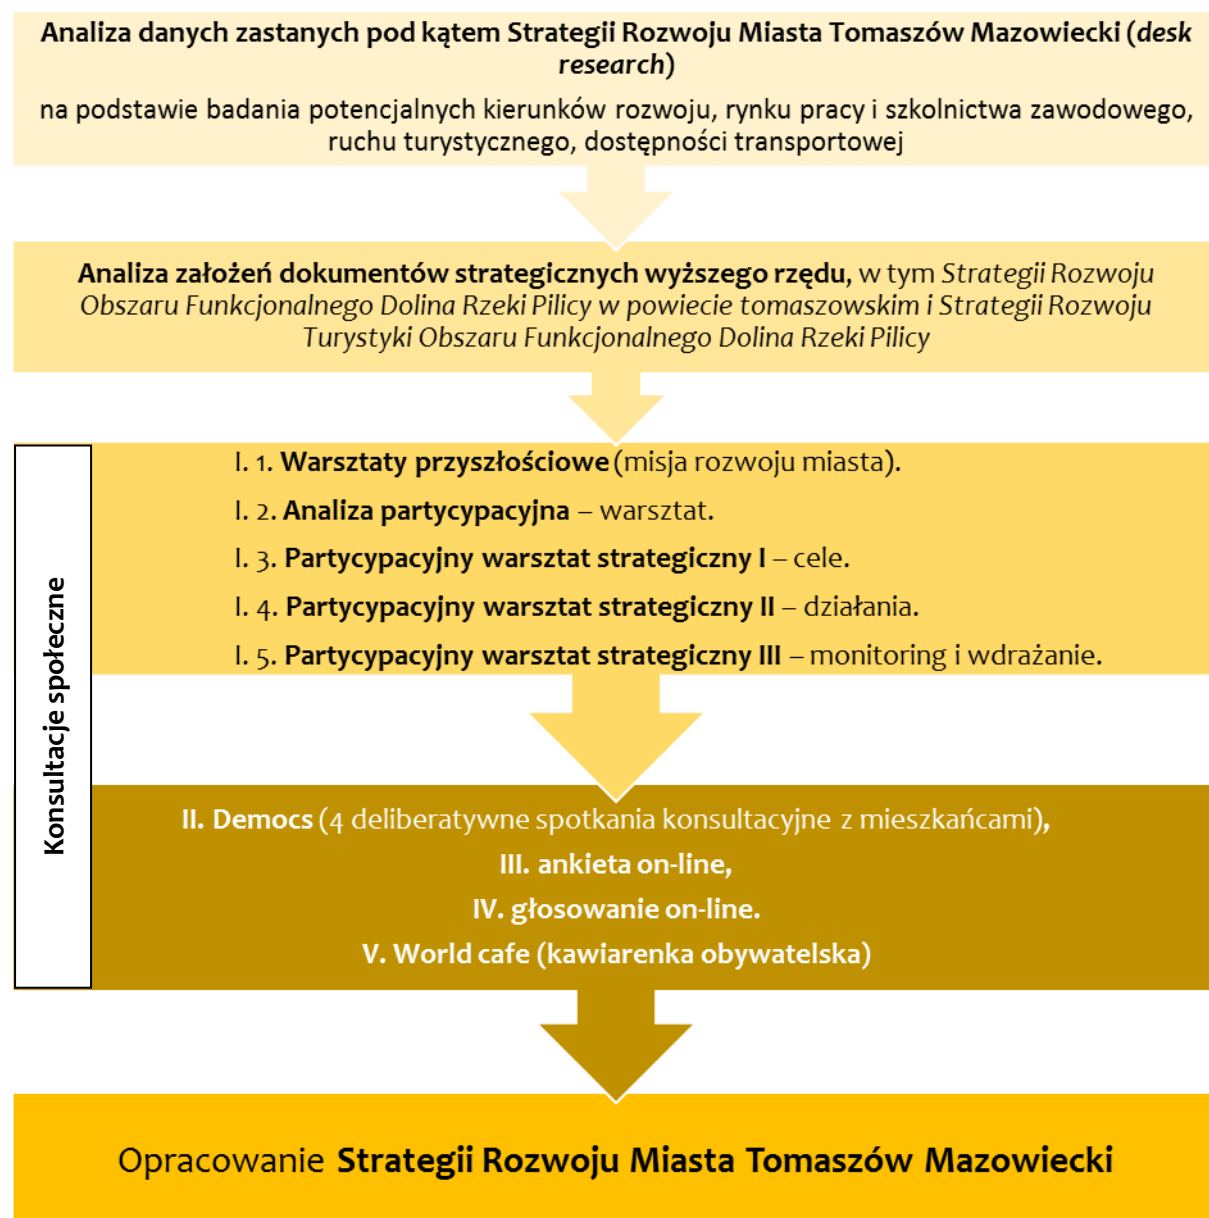 Analiza danych zastanych pod kątem Strategii Rozwoju Miasta Tomaszów Mazowiecki (desk
research)
na podstawie badania potencjalnych kierunków rozwoju, rynku pracy i szkolnictwa zawodowego,
ruchu turystycznego, dostępności transportowej
Analiza założeń dokumentów strategicznych wyższego rzędu, w tym Strategii Rozwoju
Obszaru Funkcjonalnego Dolina Rzeki Pilicy w powiecie tomaszowskim i Strategii Rozwoju
Turystyki Obszaru Funkcjonalnego Dolina Rzeki Pilicy
Konsultacje społeczne
I. 1. Warsztaty przyszłościowe (misja rozwoju miasta).
I. 2. Analiza partycypacyjna – warsztat.
I. 3. Partycypacyjny warsztat strategiczny I – cele.
I. 4. Partycypacyjny warsztat strategiczny II – działania.
I. 5. Partycypacyjny warsztat strategiczny III – monitoring i wdrażanie.
II. Democs (4 deliberatywne spotkania konsultacyjne z mieszkańcami),
III. ankieta on-line,
IV. głosowanie on-line.
V. World cafe (kawiarenka obywatelska)
Opracowanie Strategii Rozwoju Miasta Tomaszów Mazowiecki